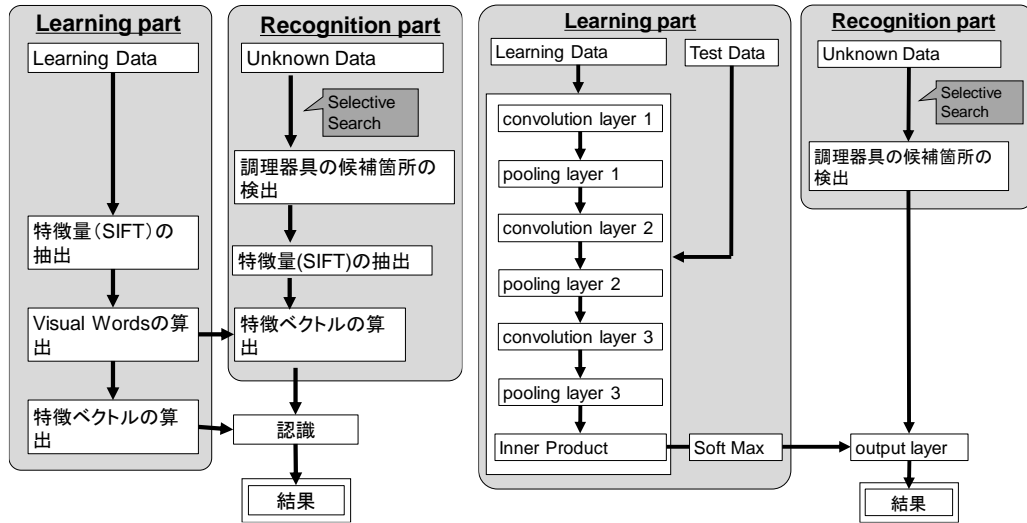 Learning part
Learning Data
特徴量(SIFT)の
抽出
Visual Wordsの算
出
特徴ベクトルの算
出
Recognition part
Unknown Data
Selective
Search
調理器具の候補箇所の
検出
特徴量(SIFT)の抽出
特徴ベクトルの算
出
認識
結果
Learning part
Learning Data
Test Data
convolution layer 1
pooling layer 1
convolution layer 2
pooling layer 2
convolution layer 3
pooling layer 3
Inner Product
Soft Max
Recognition part
Unknown Data
Selective
Search
調理器具の候補箇所の
検出
output layer
結果